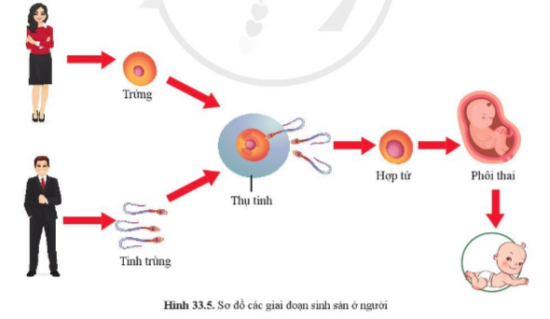 Trứng
Thụ tinh
Hợp tử
Phôi thai
Tinh trùng
Hình 33.5. Sơ đồ các giai đoạn sinh sản ở người